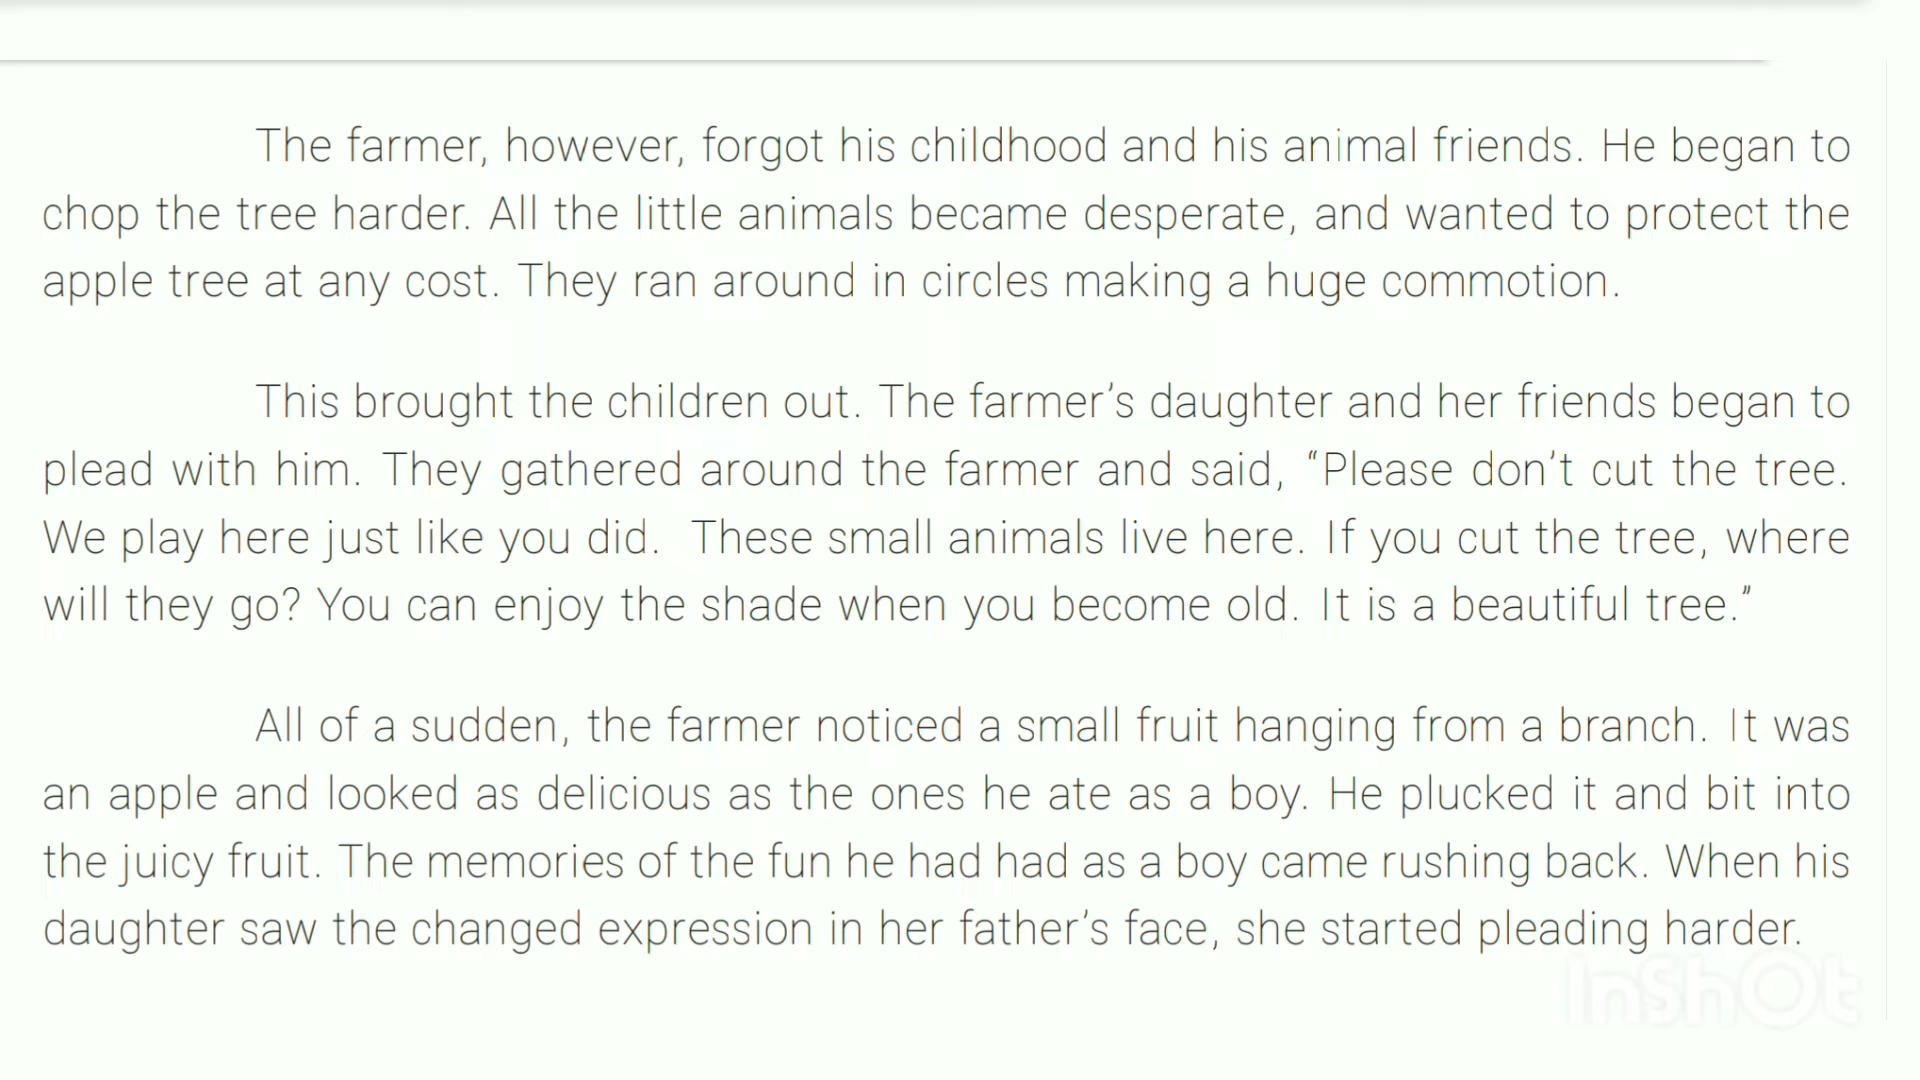 The farmer, however, forgot his childhood and his animal friends. He began to
chop the tree harder. All the little animals became desperate, and wanted to protect the
apple tree at any cost. They ran around in circles making a huge commotion.
This brought the children out. The farmer’s daughter and her friends began to
plead with him. They gathered around the farmer and said, “Please don’t cut the tree.
We play here just like you did.  These small animals live here. If you cut the tree, where
will they go? You can enjoy the shade when you become old. It is a beautiful tree.”
All of a sudden, the farmer noticed a small fruit hanging from a branch. It was
an apple and looked as delicious as the ones he ate as a boy. He plucked it and bit into
the juicy fruit. The memories of the fun he had had as a boy came rushing back. When his
daughter saw the changed expression in her father’s face, she started pleading harder.
InShOt